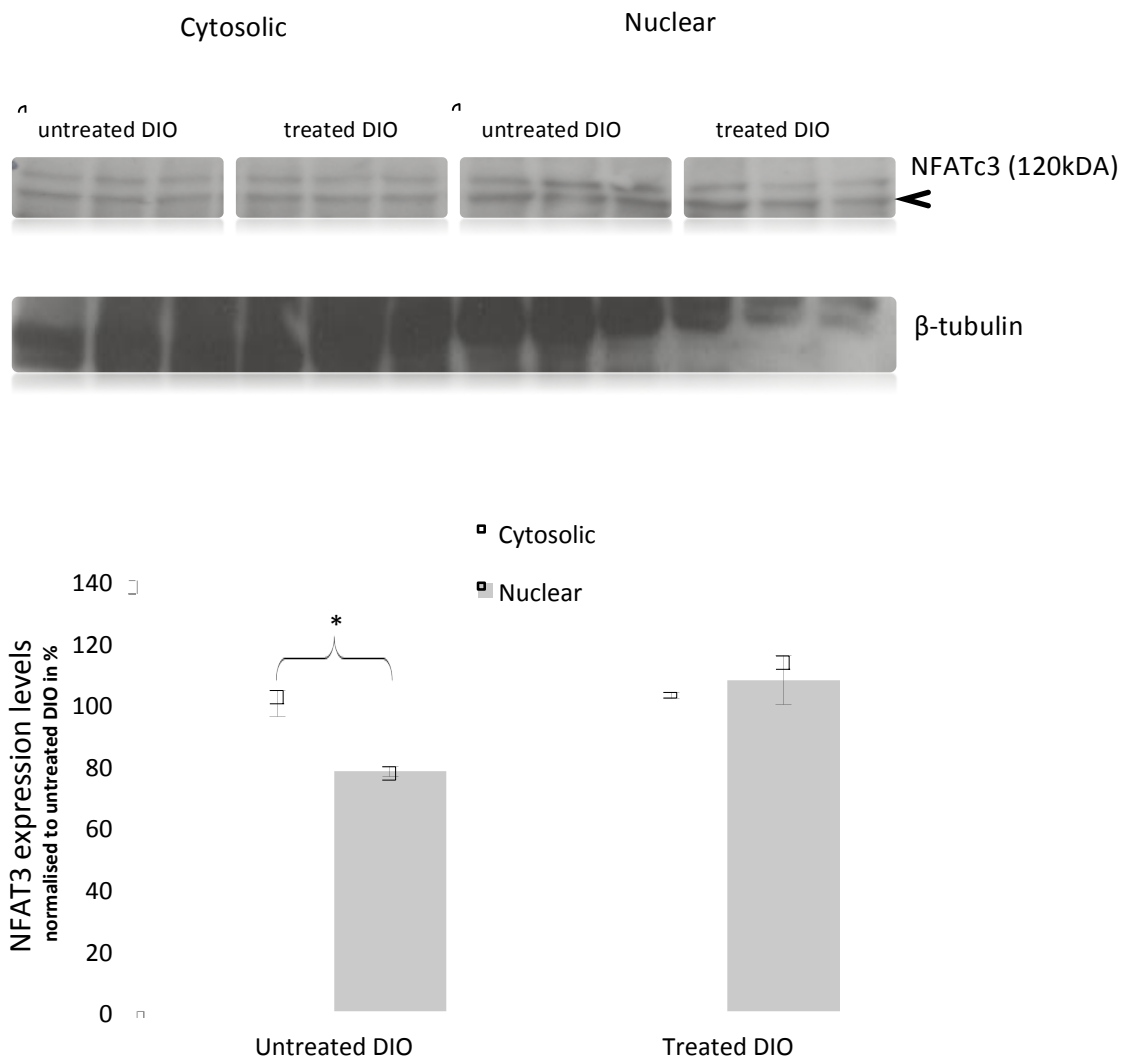 Cytosolic
Nuclear
untreated DIO
treated DIO
untreated DIO
treated DIO
NFATc3 (120kDA)
β-tubulin
Cytosolic
Nuclear
NFAT3 expression levels
normalised to untreated DIO in %
140
120
100
80
60
40
20
0
*
Untreated DIO
Treated DIO